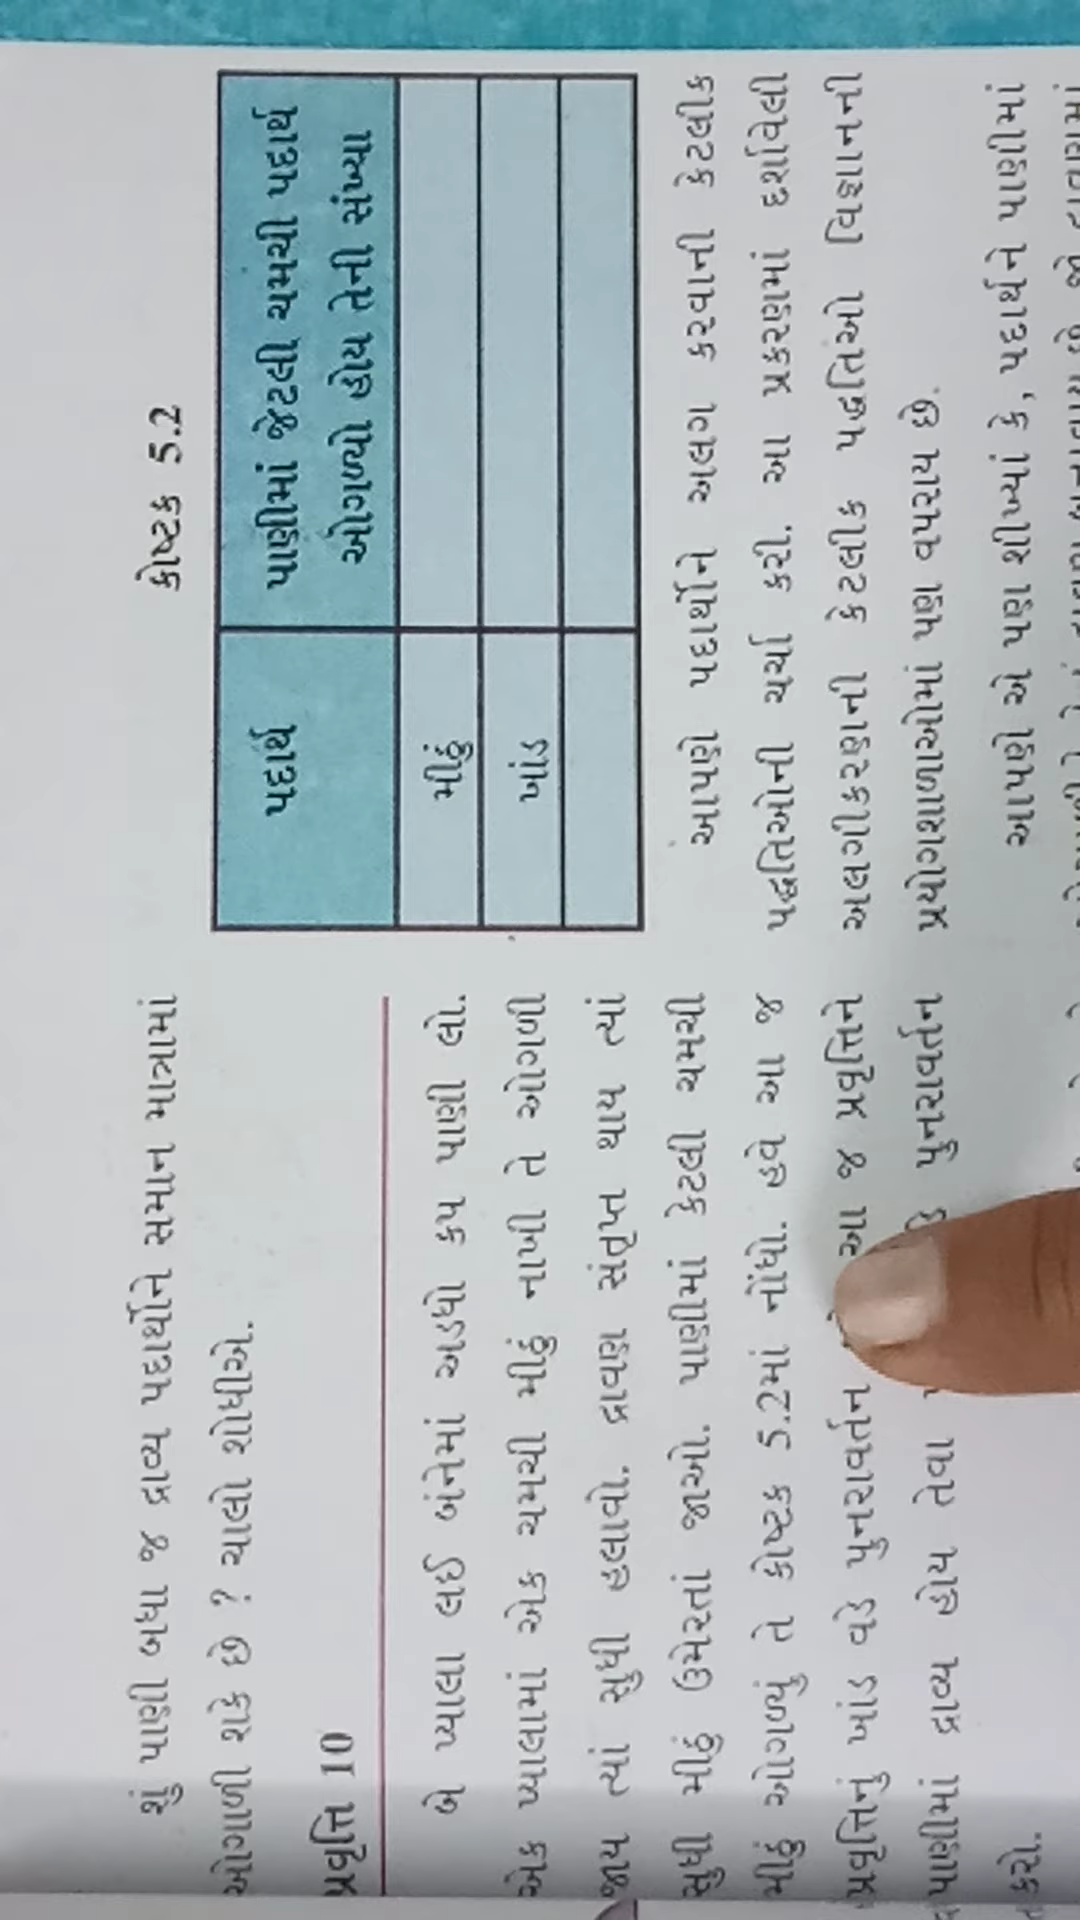 શું પાણી બધા જ દ્રાવ્ય પદાર્થોને સમાન માત્રામાં
ઓગાળી શકે છે ? ચાલો શોધીએ.
પ્રવૃત્તિ 10
બે પ્યાલા લઈ બંનેમાં અડધો કપ પાણી લો.
એક પ્યાલામાં એક ચમચી મીઠું નાખી તે ઓગળી
જાય ત્યાં સુધી હલાવો. દ્રાવણ સંતૃપ્ત થાય ત્યાં
સુધી મીઠું ઉમેરતાં જાઓ. પાણીમાં કેટલી ચમચી
મીઠું ઓગળ્યું તે કોષ્ટક 5.2માં નોંધો. હવે આ જ
પ્રવૃત્તિનું ખાંડ વડે પુનરાવર્તન આ જ પ્રવૃત્તિને
પાણીમાં દ્રાવ્ય હોય તેવા પુનરાવર્તન
કરો.
કોષ્ટક 5.2
પદાર્થ પાણીમાં જેટલી ચમચી પદાર્થ
ઓગળ્યો હોય તેની સંખ્યા
મીઠું
ખાંડ
આપણે પદાર્થોને અલગ કરવાની કેટલીક
પદ્ધતિઓની ચર્ચા કરી. આ પ્રકરણમાં દર્શાવેલી
અલગીકરણની કેટલીક પદ્ધતિઓ વિજ્ઞાનની
પ્રયોગશાળાઓમાં પણ વપરાય છે.
આપણે એ પણ શીખ્યાં કે, પદાર્થને પાણીમાં